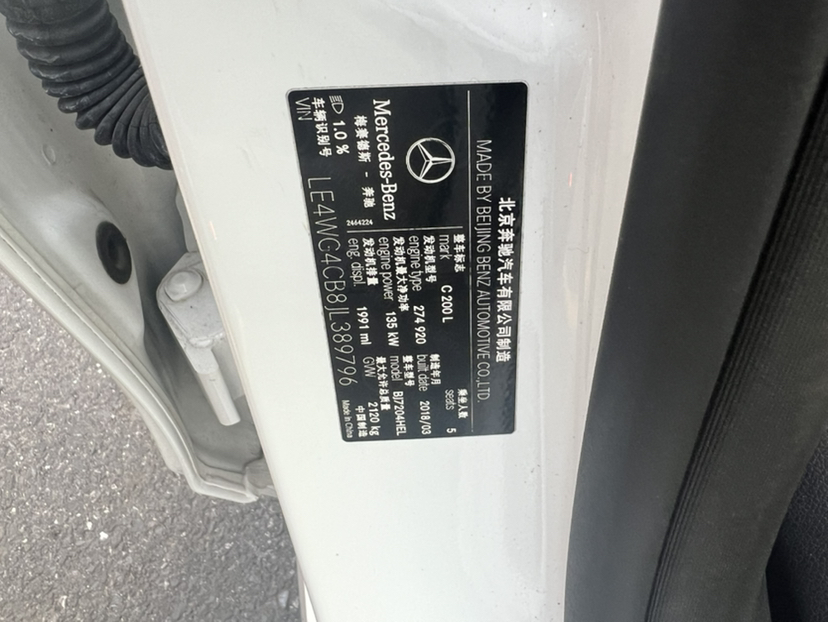 北京奔驰汽车有限公司制造
MADE BY BEIJING BENZ AUTOMOTIVE CO.,LTD.
Mercedes-Benz
梅赛德斯 - 奔驰
2464224
1.0 %
整车标志
mark C 200 L
乘坐人数
seats 5
发动机型号
engine type 274 920
制造年月
built date 2018/03
发动机最大净功率
engine power 135 kW
整车型号
model BJ7204HEL
发动机排量
eng. displ. 1991 ml
最大允许总质量
GVW 2120 kg
车辆识别号
VIN LE4WG4CB8JL389796
中国制造
Made in China